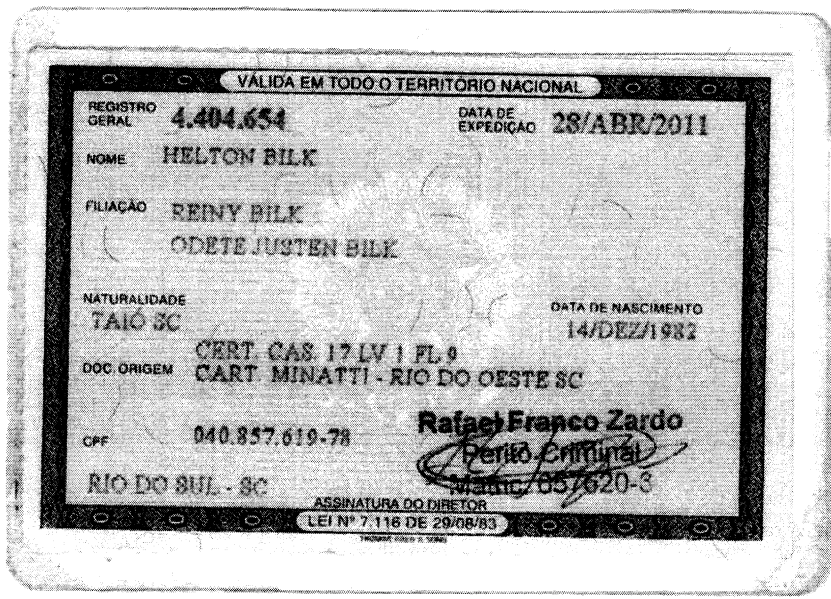 VÁLIDA EM TODO O TERRITÓRIO NACIONAL
REGISTRO GERAL 4.404.654 DATA DE EXPEDIÇÃO 28/ABR/2011
NOME HELTON BILK
FILIAÇÃO REINY BILK
ODETE JUSTEN BILK
NATURALIDADE DATA DE NASCIMENTO
TAIÓ SC 14/DEZ/1982
CERT. CAS. 17 LV 1 FL 9
DOC. ORIGEM CART. MINATTI - RIO DO OESTE SC
Rafael Franco Zardo
CPF 040.857.619-78 Perito Criminal
RIO DO SUL - SC Matric. 657620-3
ASSINATURA DO DIRETOR
LEI Nº 7.116 DE 29/08/83